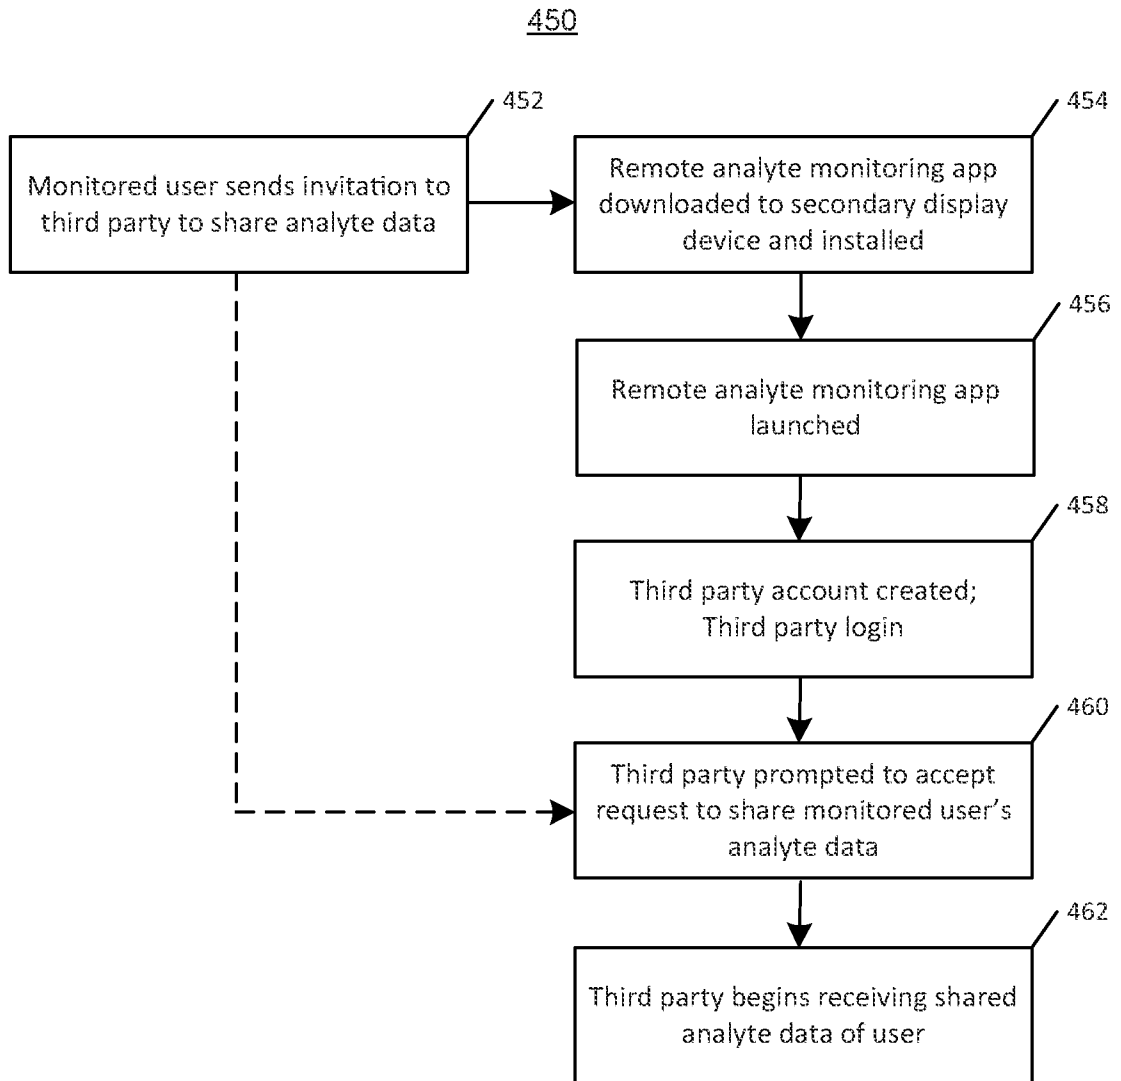 450
452
Monitored user sends invitation to
third party to share analyte data
454
Remote analyte monitoring app
downloaded to secondary display
device and installed
456
Remote analyte monitoring app
launched
458
Third party account created;
Third party login
460
Third party prompted to accept
request to share monitored user's
analyte data
462
Third party begins receiving shared
analyte data of user